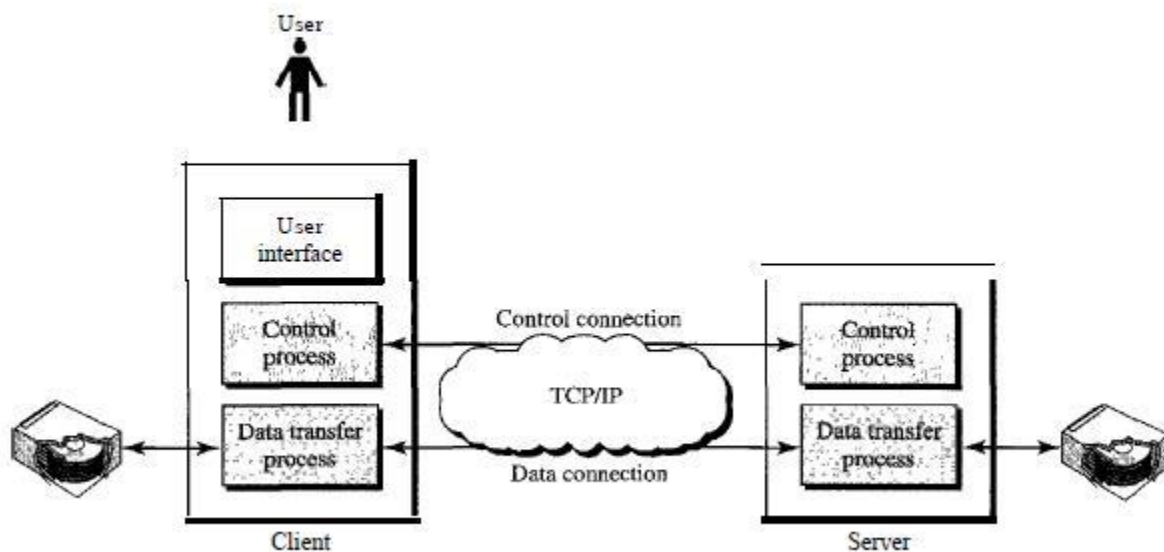 User
User
interface
Control
process
Data transfer
process
Client
Control connection
TCP/IP
Data connection
Control
process
Data transfer
process
Server